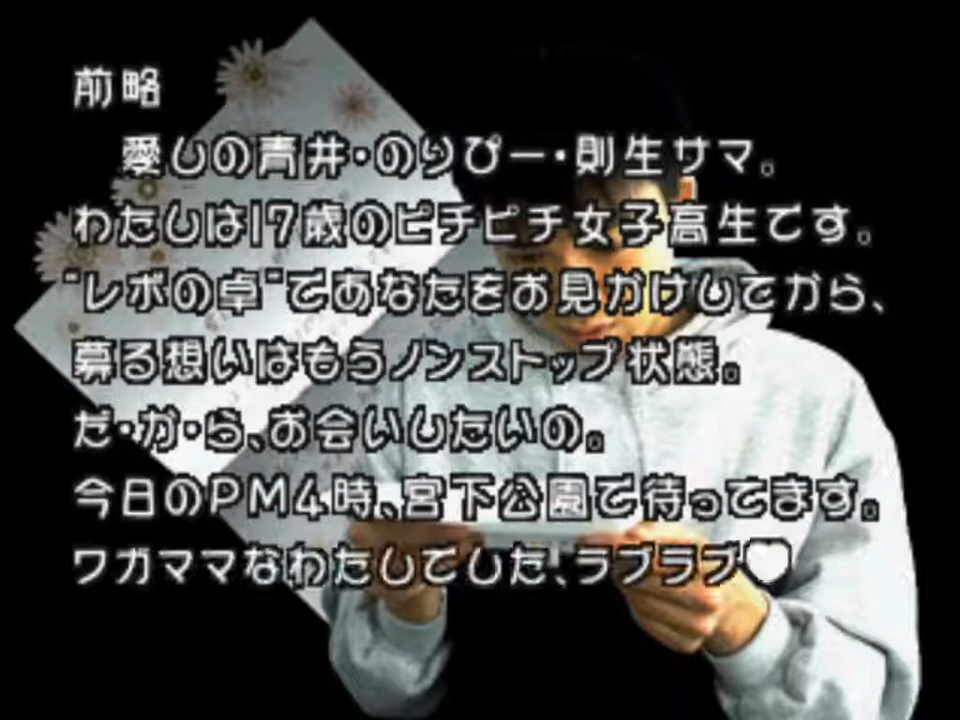 前略
愛しの青井・のりぴー・則生サマ。
わたしは17歳のピチピチ女子高生です。
"レボの卓"であなたをお見かけしてから、
募る想いはもうノンストップ状態。
だ・か・ら、お会いしたいの。
今日のPM4時、宮下公園で待ってます。
ワガママなわたしでした、ラブラブ♥